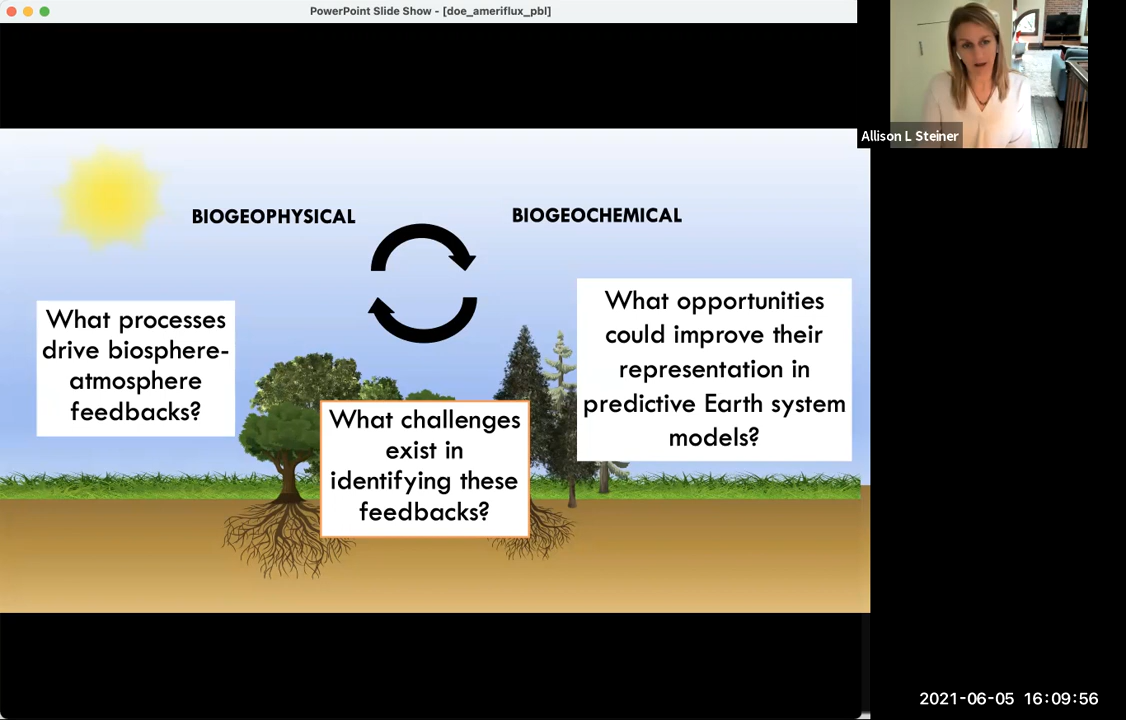 PowerPoint Slide Show - [doe_ameriflux_pbl]
Allison L Steiner
BIOGEOPHYSICAL
BIOGEOCHEMICAL
What processes
drive biosphere-
atmosphere
feedbacks?
What challenges
exist in
identifying these
feedbacks?
What opportunities
could improve their
representation in
predictive Earth system
models?
2021-06-05 16:09:56